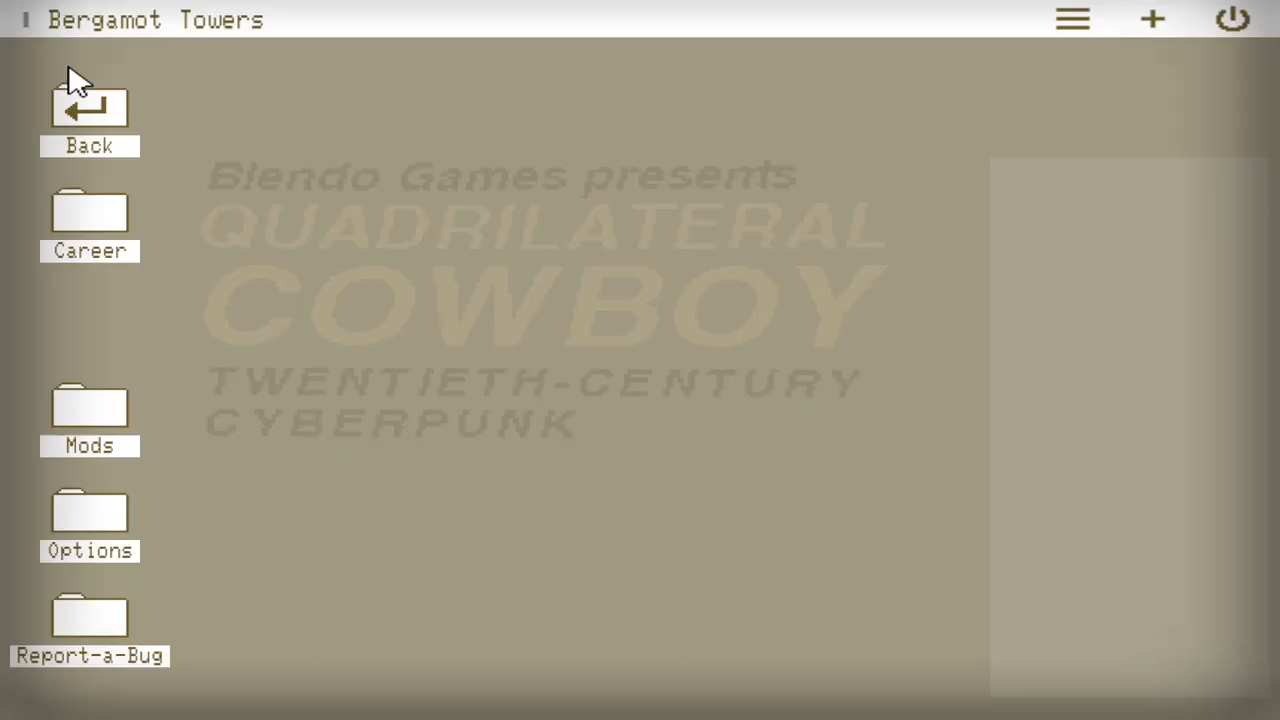 Bergamot Towers
Back
Career
Mods
Options
Report-a-Bug
Blendo Games presents
QUADRILATERAL
COWBOY
TWENTIETH-CENTURY
CYBERPUNK